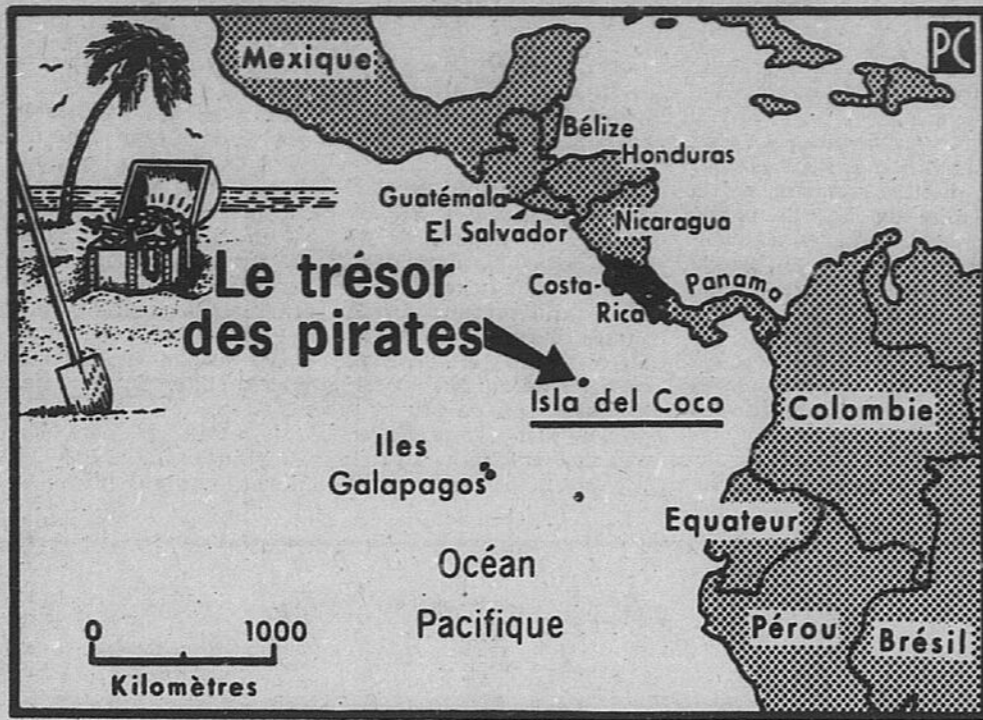 PC
Mexique
Bélize
Honduras
Guatémala
El Salvador
Nicaragua
Le trésor
des pirates
Costa-
Rica
Panama
Isla del Coco
Colombie
Iles
Galapagos
Equateur
Océan
Pacifique
Pérou
Brésil
0 1000
Kilomètres